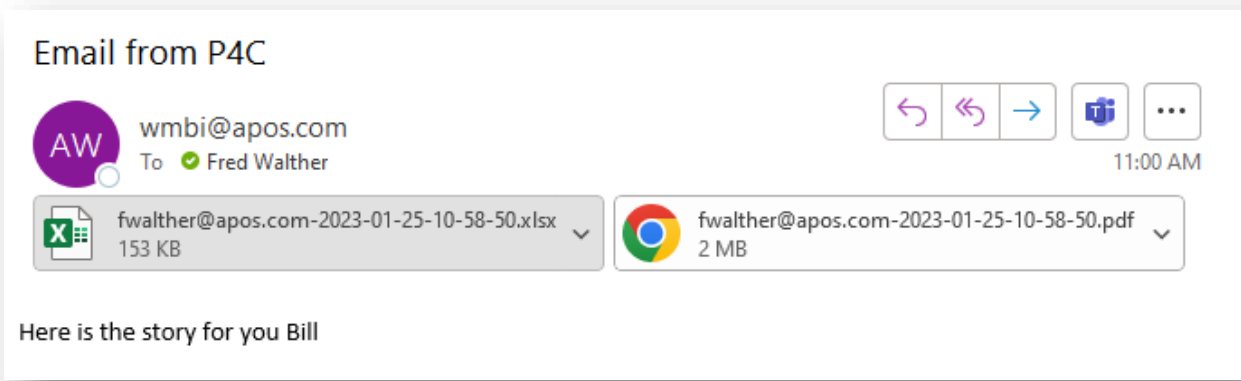 Email from P4C
AW
wmbi@apos.com
To Fred Walther
11:00 AM
fwalther@apos.com-2023-01-25-10-58-50.xlsx
153 KB
fwalther@apos.com-2023-01-25-10-58-50.pdf
2 MB
Here is the story for you Bill